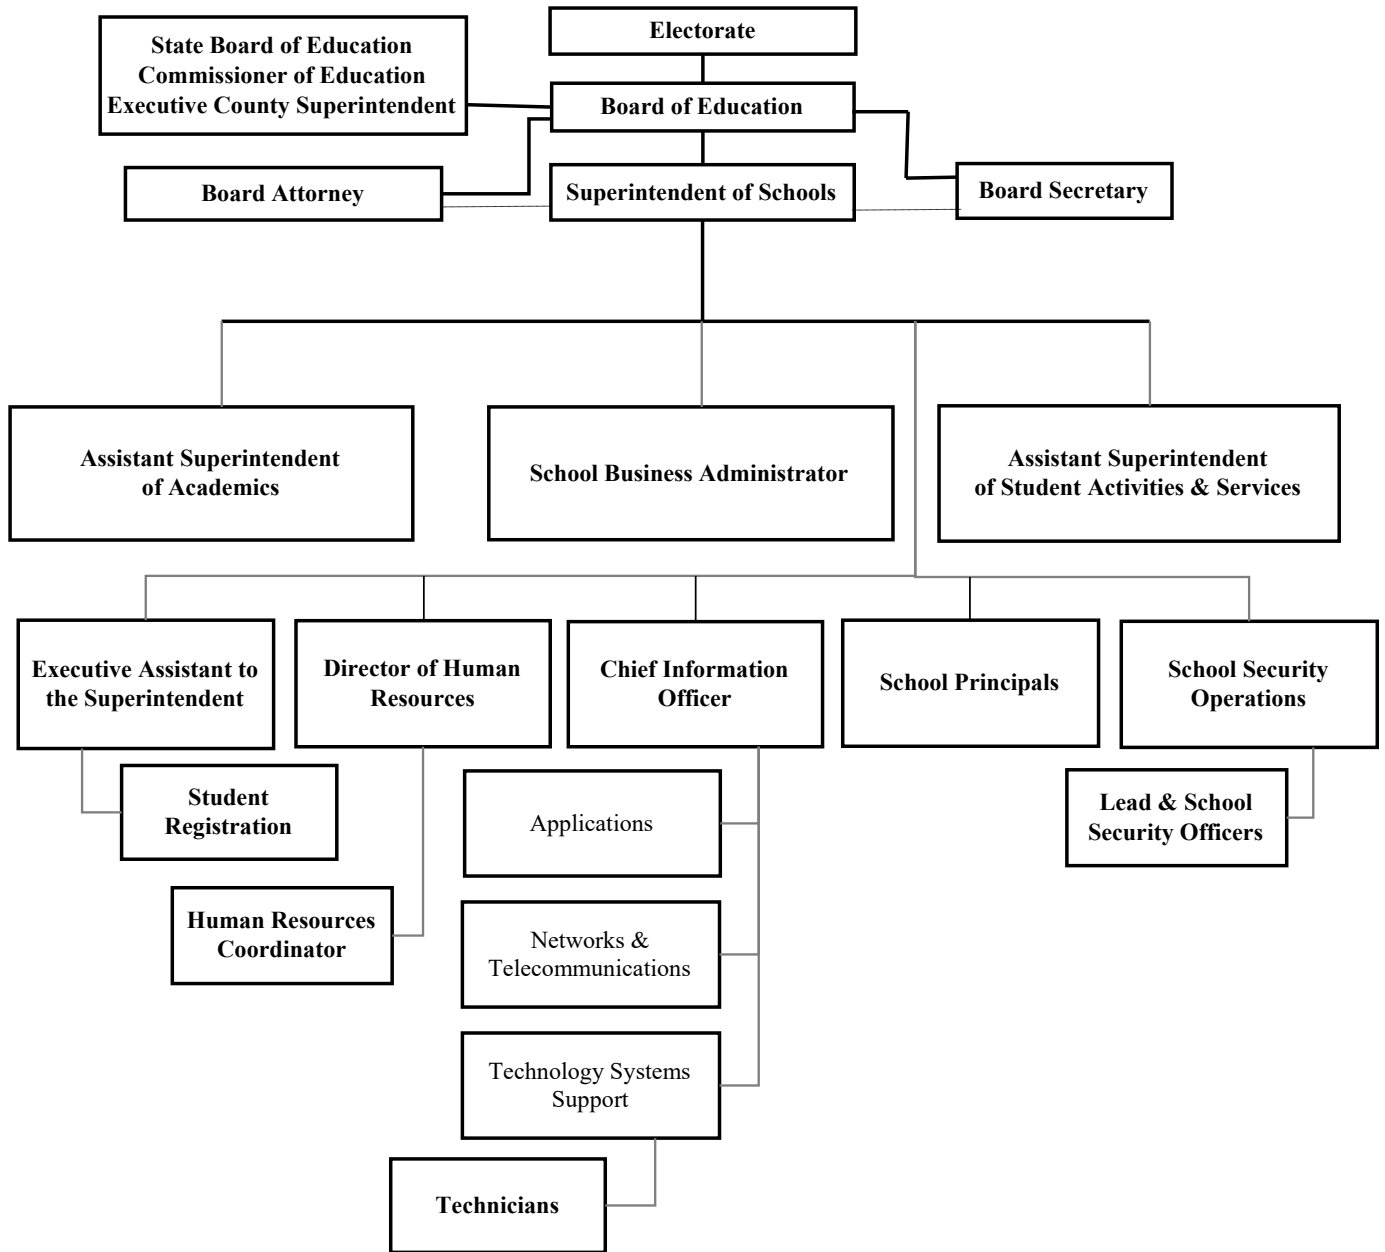 Electorate
State Board of Education
Commissioner of Education
Executive County Superintendent
Board of Education
Board Attorney
Superintendent of Schools
Board Secretary
Assistant Superintendent
of Academics
School Business Administrator
Assistant Superintendent
of Student Activities & Services
Executive Assistant to
the Superintendent
Director of Human
Resources
Chief Information
Officer
School Principals
School Security
Operations
Student
Registration
Applications
Lead & School
Security Officers
Human Resources
Coordinator
Networks &
Telecommunications
Technology Systems
Support
Technicians